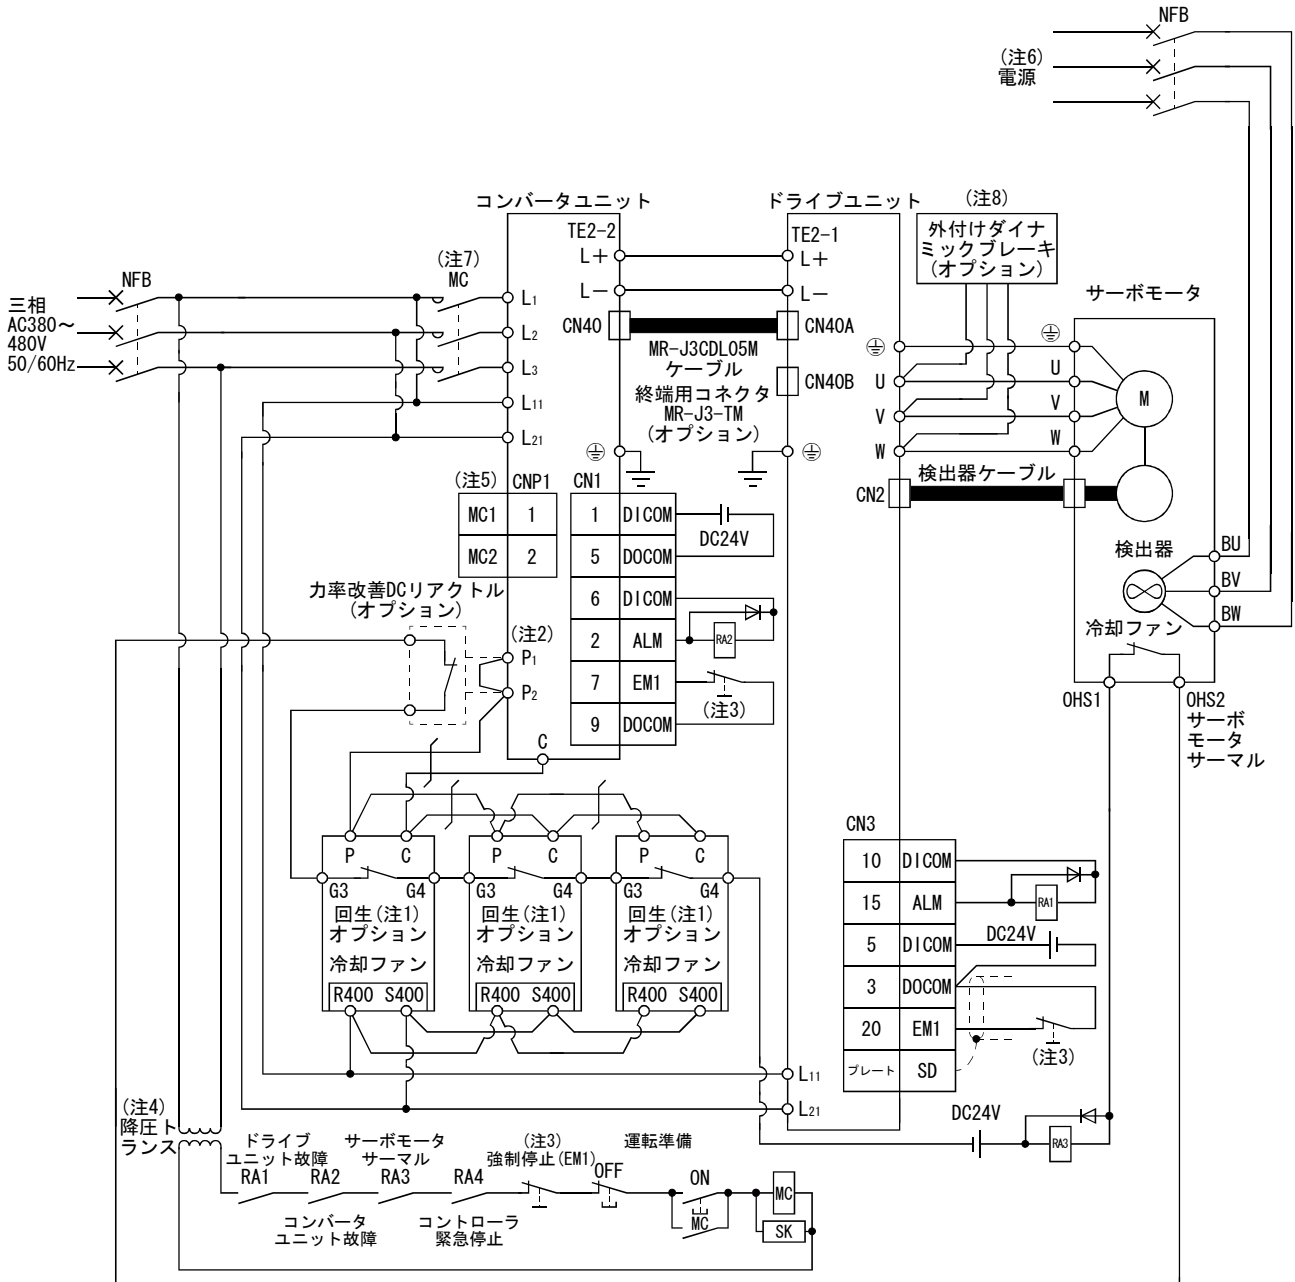 NFB
(注6)
電源
コンバータユニット
ドライブユニット
(注8)
外付けダイナ
ミックブレーキ
(オプション)
TE2-2
TE2-1
L+
L+
L−
L−
(注7)
MC
NFB
三相
AC380～
480V
50/60Hz
L1
L2
L3
L11
L21
CN40
CN40A
MR-J3CDL05M
ケーブル
CN40B
終端用コネクタ
MR-J3-TM
(オプション)
サーボモータ
U
V
W
U
V
W
M
CN2
検出器ケーブル
検出器
BU
BV
BW
冷却ファン
OHS1
OHS2
サーボ
モータ
サーマル
(注5)
CNP1
CN1
MC1 1
MC2 2
1 DICOM
5 DOCOM
6 DICOM
2 ALM
7 EM1
9 DOCOM
DC24V
RA2
(注3)
力率改善DCリアクトル
(オプション)
(注2)
P1
P2
C
P C
P C
P C
G3 G4
G3 G4
G3 G4
回生(注1)
オプション
冷却ファン
R400 S400
回生(注1)
オプション
冷却ファン
R400 S400
回生(注1)
オプション
冷却ファン
R400 S400
CN3
10 DICOM
15 ALM
5 DICOM
3 DOCOM
20 EM1
プレート SD
RA1
DC24V
(注3)
L11
L21
DC24V
RA3
(注4)
降圧ト
ランス
ドライブ
ユニット故障
RA1
RA2
コンバータ
ユニット故障
サーボモータ
サーマル
RA3
RA4
コントローラ
緊急停止
(注3)
強制停止(EM1)
運転準備
OFF
ON
MC
MC
SK